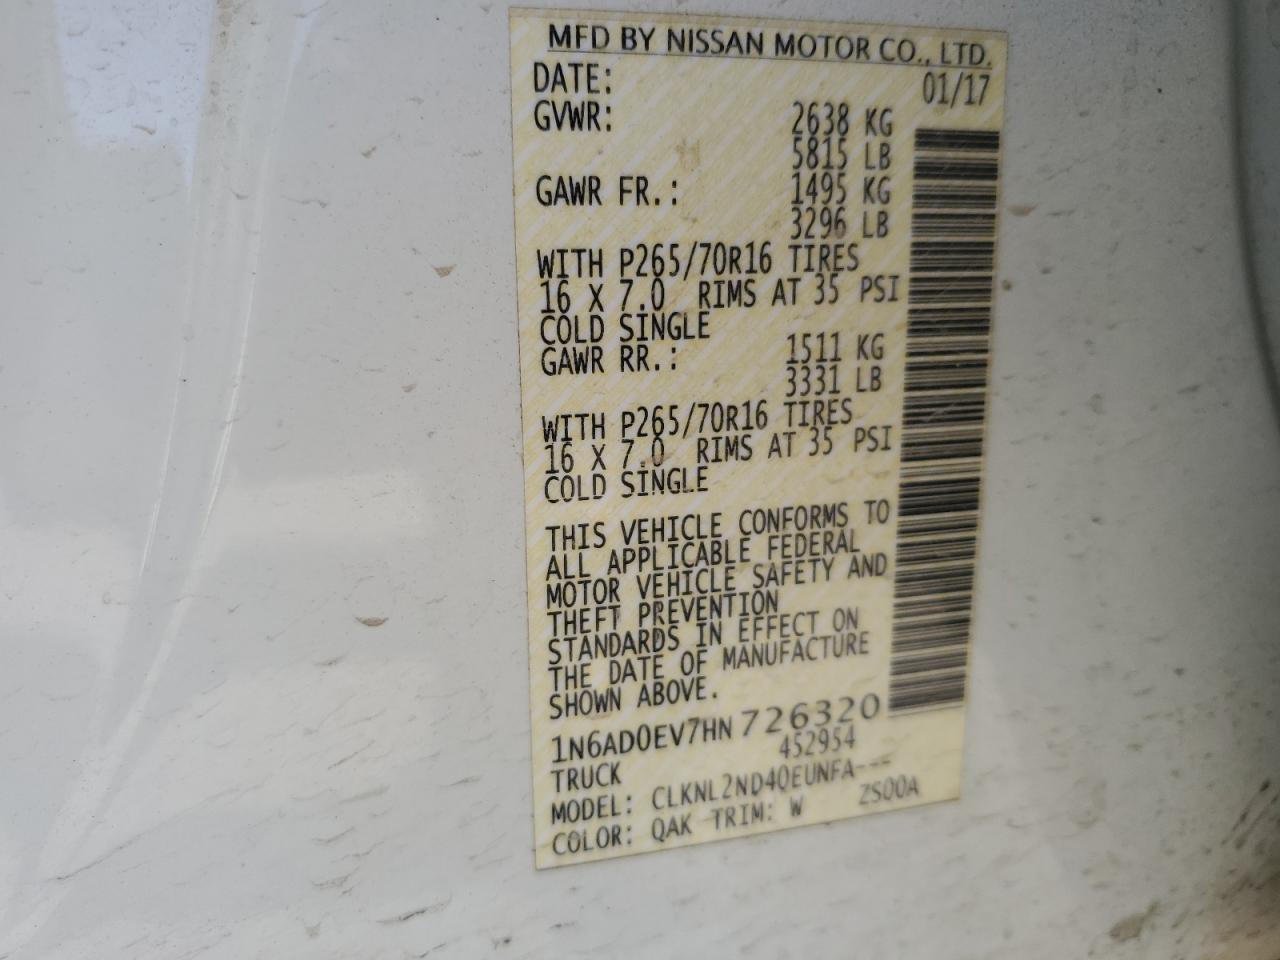 MFD BY NISSAN MOTOR CO., LTD.
DATE: 01/17
GVWR: 2638 KG
5815 LB
GAWR FR.: 1495 KG
3296 LB
WITH P265/70R16 TIRES
16 X 7.0 RIMS AT 35 PSI
COLD SINGLE
GAWR RR.: 1511 KG
3331 LB
WITH P265/70R16 TIRES
16 X 7.0 RIMS AT 35 PSI
COLD SINGLE
THIS VEHICLE CONFORMS TO
ALL APPLICABLE FEDERAL
MOTOR VEHICLE SAFETY AND
THEFT PREVENTION
STANDARDS IN EFFECT ON
THE DATE OF MANUFACTURE
SHOWN ABOVE.
1N6AD0EV7HN726320
TRUCK 452954
MODEL: CLKNL2ND4QEUNFA---
COLOR: QAK TRIM: W ZS00A